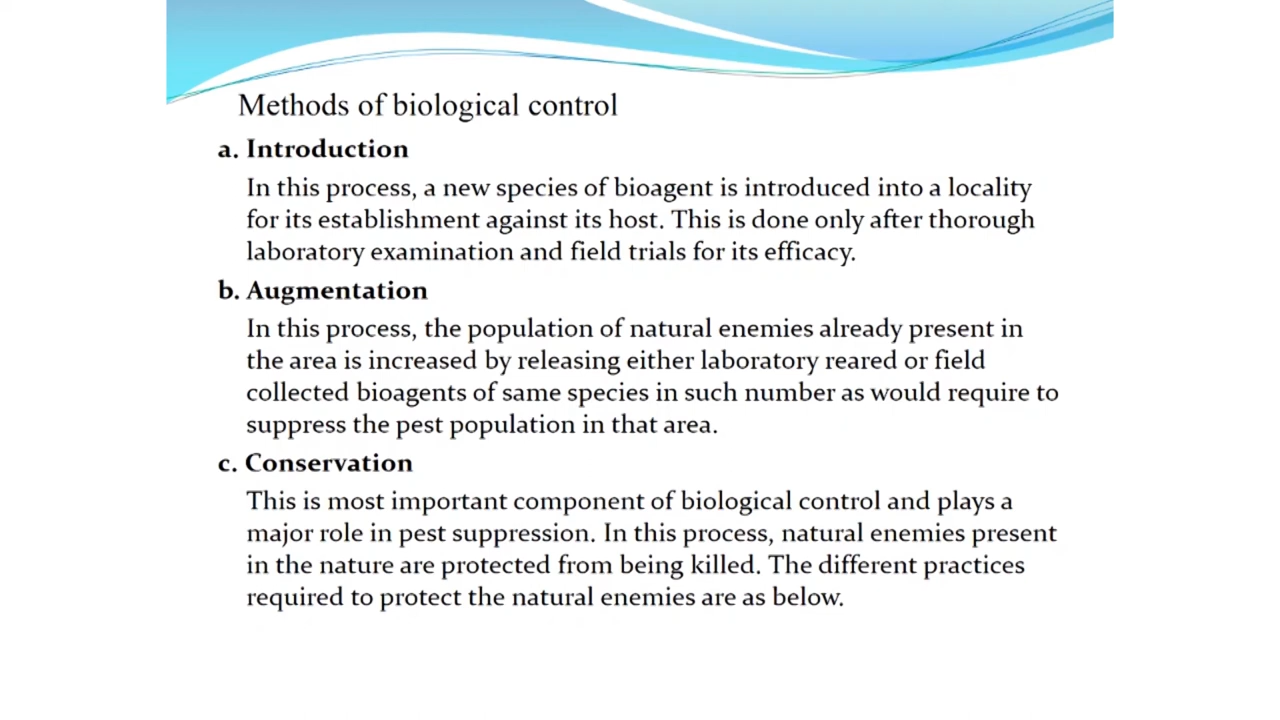 Methods of biological control
a. Introduction
In this process, a new species of bioagent is introduced into a locality
for its establishment against its host. This is done only after thorough
laboratory examination and field trials for its efficacy.
b. Augmentation
In this process, the population of natural enemies already present in
the area is increased by releasing either laboratory reared or field
collected bioagents of same species in such number as would require to
suppress the pest population in that area.
c. Conservation
This is most important component of biological control and plays a
major role in pest suppression. In this process, natural enemies present
in the nature are protected from being killed. The different practices
required to protect the natural enemies are as below.